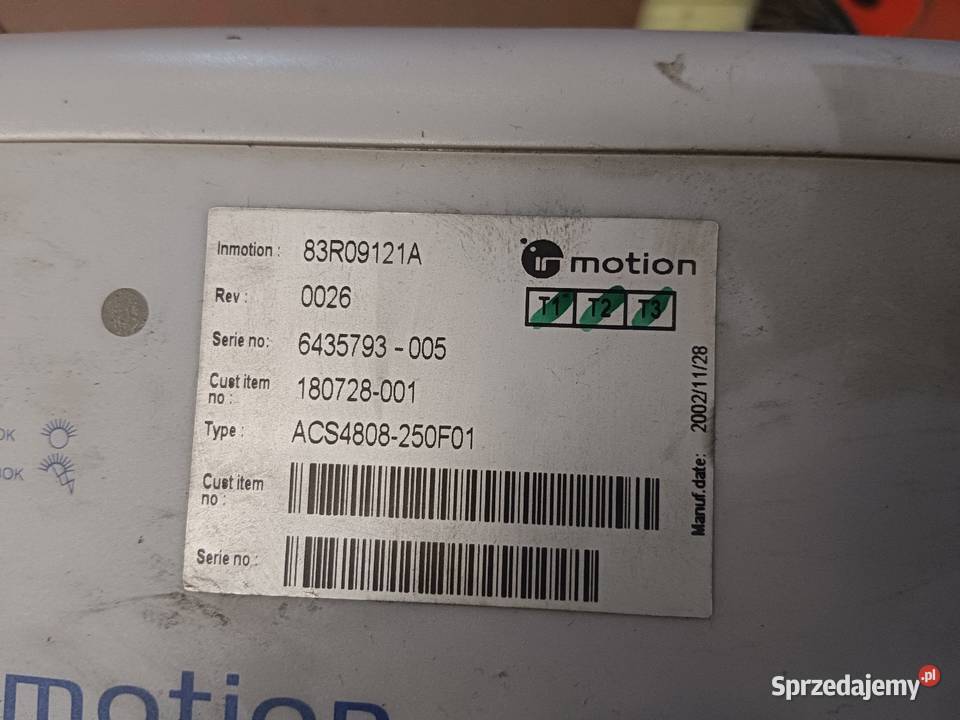 Inmotion : 83R09121A
in motion
Rev : 0026
T1 T2 T3
Serie no: 6435793-005
Cust item no : 180728-001
Type : ACS4808-250F01
Cust item no :
Serie no :
Manuf.date: 2002/11/28
OK
OK
motion
Sprzedajemy.pl